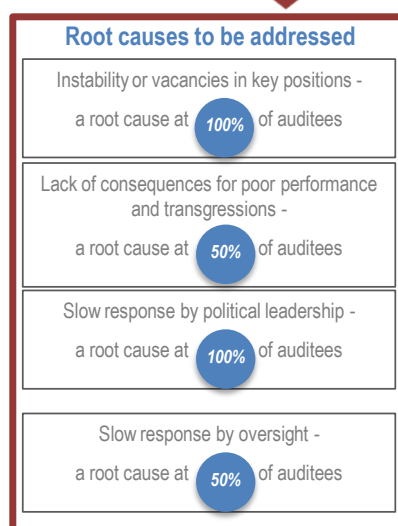 Root causes to be addressed
Instability or vacancies in key positions -
a root cause at 100% of auditees
Lack of consequences for poor performance
and transgressions -
a root cause at 50% of auditees
Slow response by political leadership -
a root cause at 100% of auditees
Slow response by oversight -
a root cause at 50% of auditees